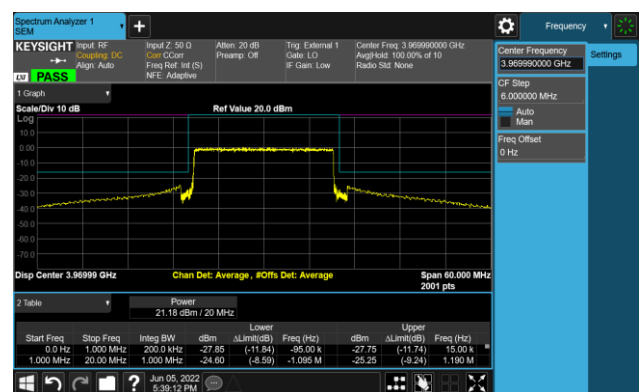 Spectrum Analyzer 1
SEM
Frequency
KEYSIGHT
Input: RF
Coupling: DC
Align: Auto
Input Z: 50 Ω
Corr CCorr
Freq Ref: Int (S)
NFE: Adaptive
Atten: 20 dB
Preamp: Off
Trig: External 1
Gate: LO
IF Gain: Low
Center Freq: 3.969990000 GHz
Avg|Hold: 100.00% of 10
Radio Std: None
LXI PASS
Center Frequency
3.969990000 GHz
Settings
CF Step
6.000000 MHz
Auto
Man
Freq Offset
0 Hz
1 Graph
Scale/Div 10 dB
Ref Value 20.0 dBm
Log
10.0
0.00
-10.0
-20.0
-30.0
-40.0
-50.0
-60.0
-70.0
Disp Center 3.96999 GHz
Chan Det: Average , #Offs Det: Average
Span 60.000 MHz
2001 pts
2 Table
Power
21.18 dBm / 20 MHz
Lower Upper
Start Freq Stop Freq Integ BW dBm ΔLimit(dB) Freq (Hz) dBm ΔLimit(dB) Freq (Hz)
0.0 Hz 1.000 MHz 200.0 kHz -27.85 (-11.84) -95.00 k -27.75 (-11.74) 15.00 k
1.000 MHz 20.00 MHz 1.000 MHz -24.60 (-8.59) -1.095 M -25.25 (-9.24) 1.190 M
?
Jun 05, 2022
5:39:12 PM